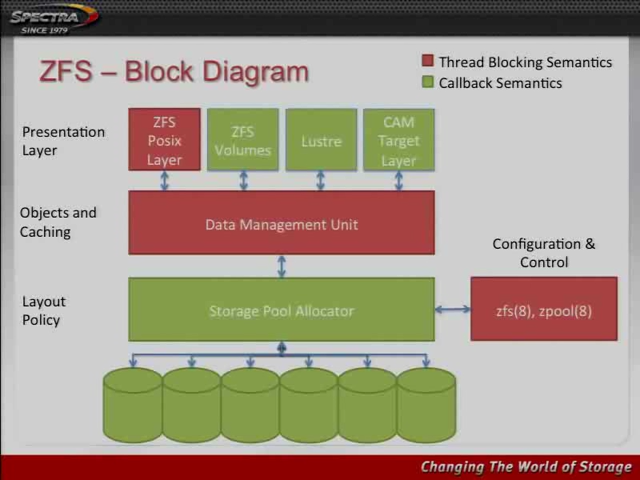 SPECTRA
SINCE 1979
ZFS – Block Diagram
Thread Blocking Semantics
Callback Semantics
Presentation
Layer
ZFS
Posix
Layer
ZFS
Volumes
Lustre
CAM
Target
Layer
Objects and
Caching
Data Management Unit
Configuration &
Control
Layout
Policy
Storage Pool Allocator
zfs(8), zpool(8)
Changing The World of Storage